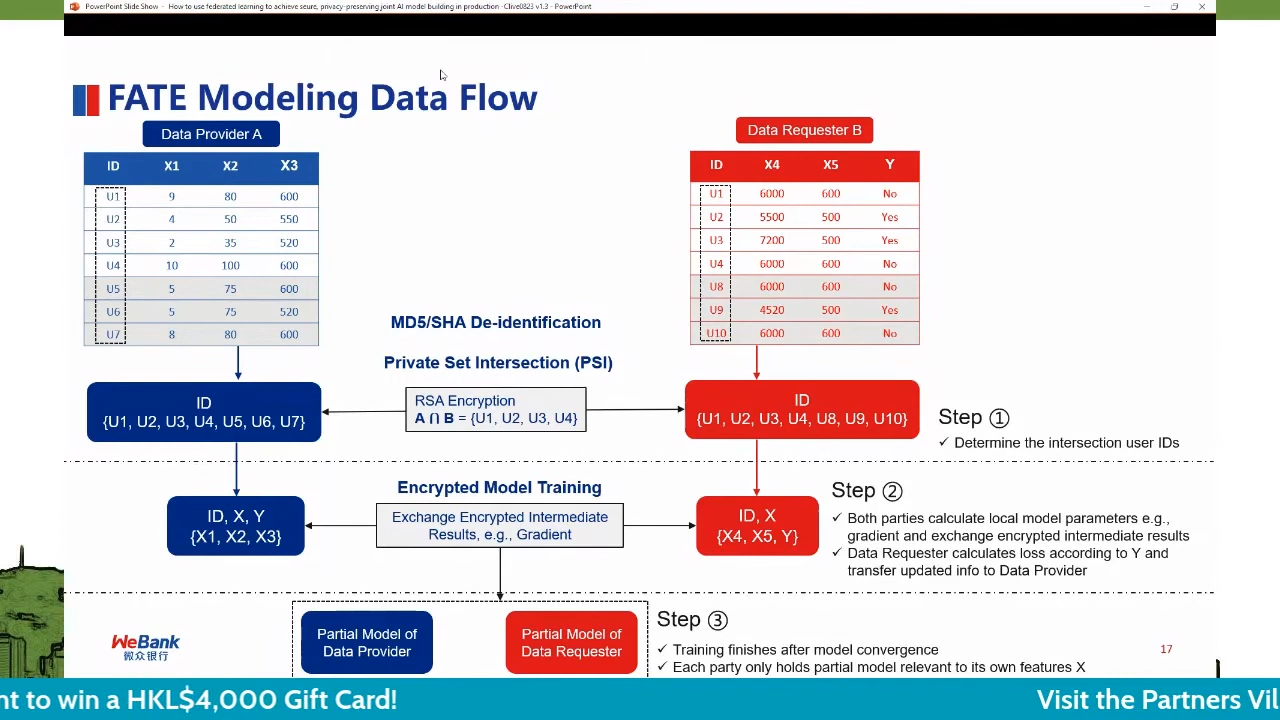 PowerPoint Slide Show - How to use federated learning to achieve seure, privacy-preserving joint AI model building in production -Clive0823 v1.3 - PowerPoint
FATE Modeling Data Flow
Data Provider A
ID X1 X2 X3
U1 9 80 600
U2 4 50 550
U3 2 35 520
U4 10 100 600
U5 5 75 600
U6 5 75 520
U7 8 80 600
Data Requester B
ID X4 X5 Y
U1 6000 600 No
U2 5500 500 Yes
U3 7200 500 Yes
U4 6000 600 No
U8 6000 600 No
U9 4520 500 Yes
U10 6000 600 No
MD5/SHA De-identification
Private Set Intersection (PSI)
ID
{U1, U2, U3, U4, U5, U6, U7}
RSA Encryption
A ∩ B = {U1, U2, U3, U4}
ID
{U1, U2, U3, U4, U8, U9, U10}
Step ①
✓ Determine the intersection user IDs
Encrypted Model Training
ID, X, Y
{X1, X2, X3}
Exchange Encrypted Intermediate
Results, e.g., Gradient
ID, X
{X4, X5, Y}
Step ②
✓ Both parties calculate local model parameters e.g.,
gradient and exchange encrypted intermediate results
✓ Data Requester calculates loss according to Y and
transfer updated info to Data Provider
WeBank
微众银行
Partial Model of
Data Provider
Partial Model of
Data Requester
Step ③
✓ Training finishes after model convergence
✓ Each party only holds partial model relevant to its own features X
17
nt to win a HKL$4,000 Gift Card!
Visit the Partners Vil